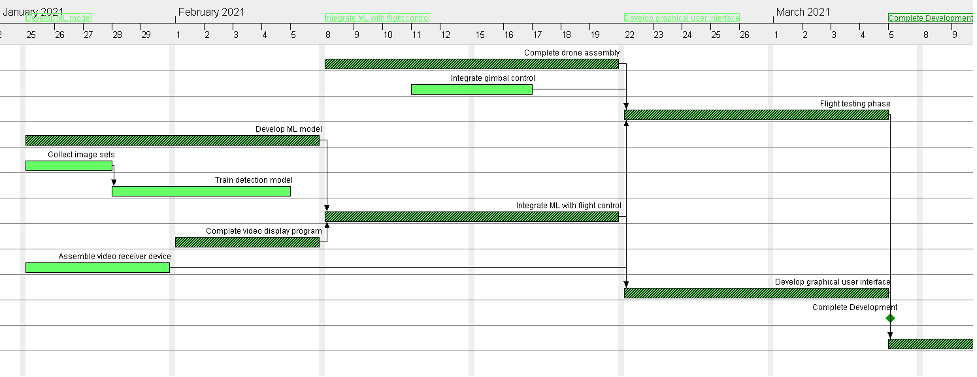 January 2021 February 2021 March 2021
Develop ML model Integrate ML with flight control Develop graphical user interface Complete Development
25 26 27 28 29 1 2 3 4 5 8 9 10 11 12 15 16 17 18 19 22 23 24 25 26 1 2 3 4 5 8 9
Complete drone assembly
Integrate gimbal control
Flight testing phase
Develop ML model
Collect image sets
Train detection model
Integrate ML with flight control
Complete video display program
Assemble video receiver device
Develop graphical user interface
Complete Development